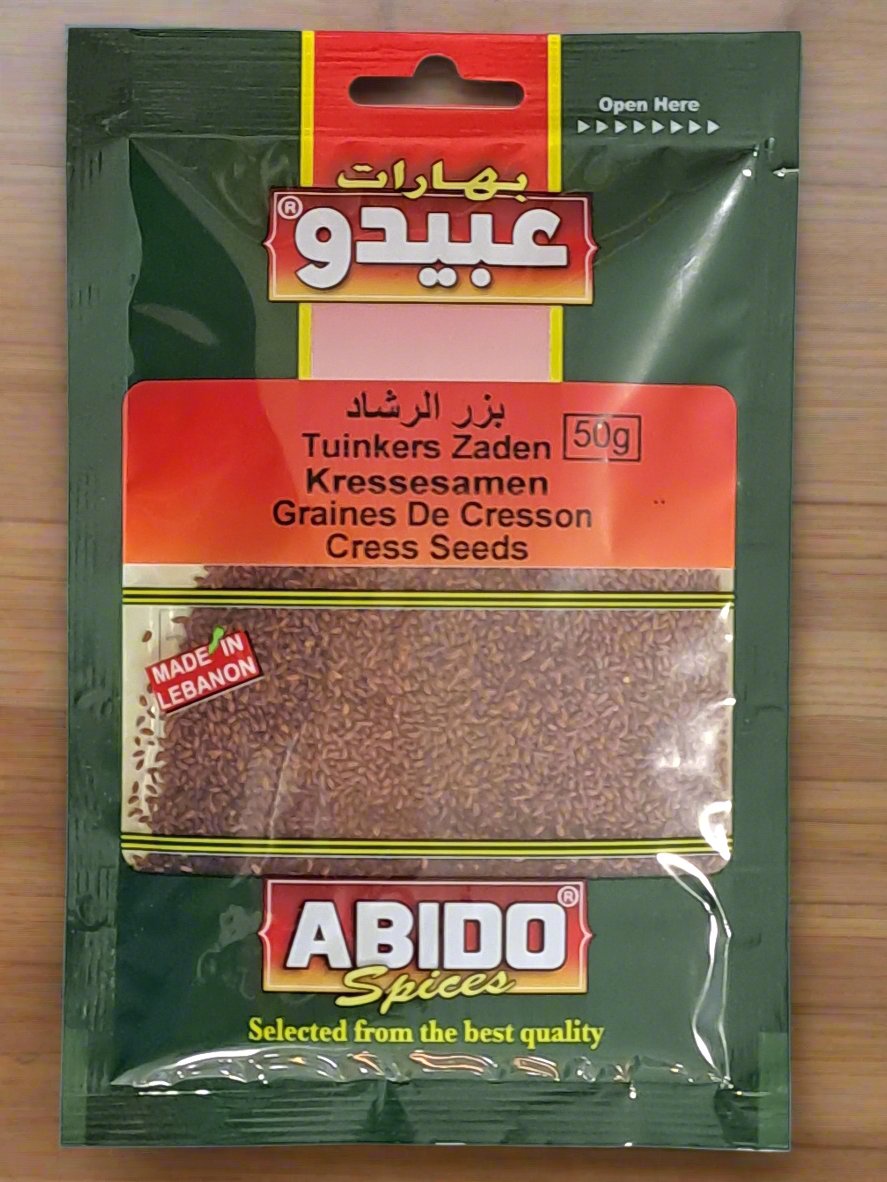 Open Here
بهارات
عبيدو®
بزر الرشاد
Tuinkers Zaden 50g
Kressesamen
Graines De Cresson
Cress Seeds
MADE IN
LEBANON
ABIDO®
Spices
Selected from the best quality